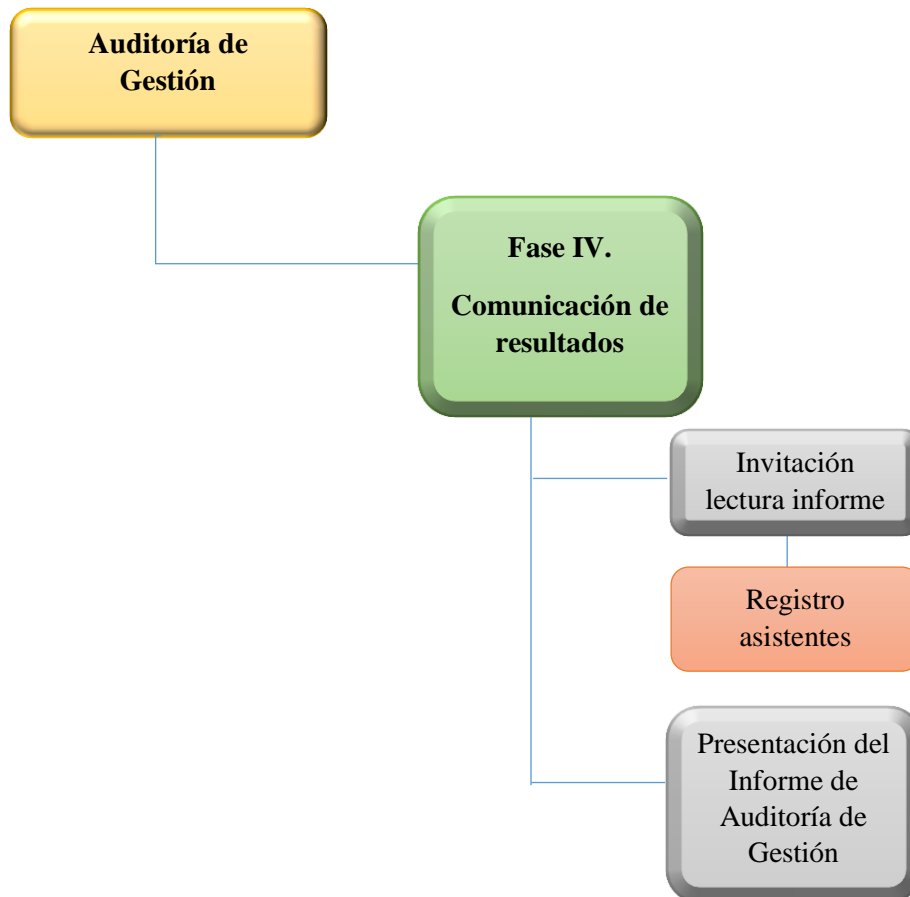 Auditoría de
Gestión
Fase IV.
Comunicación de
resultados
Invitación
lectura informe
Registro
asistentes
Presentación del
Informe de
Auditoría de
Gestión